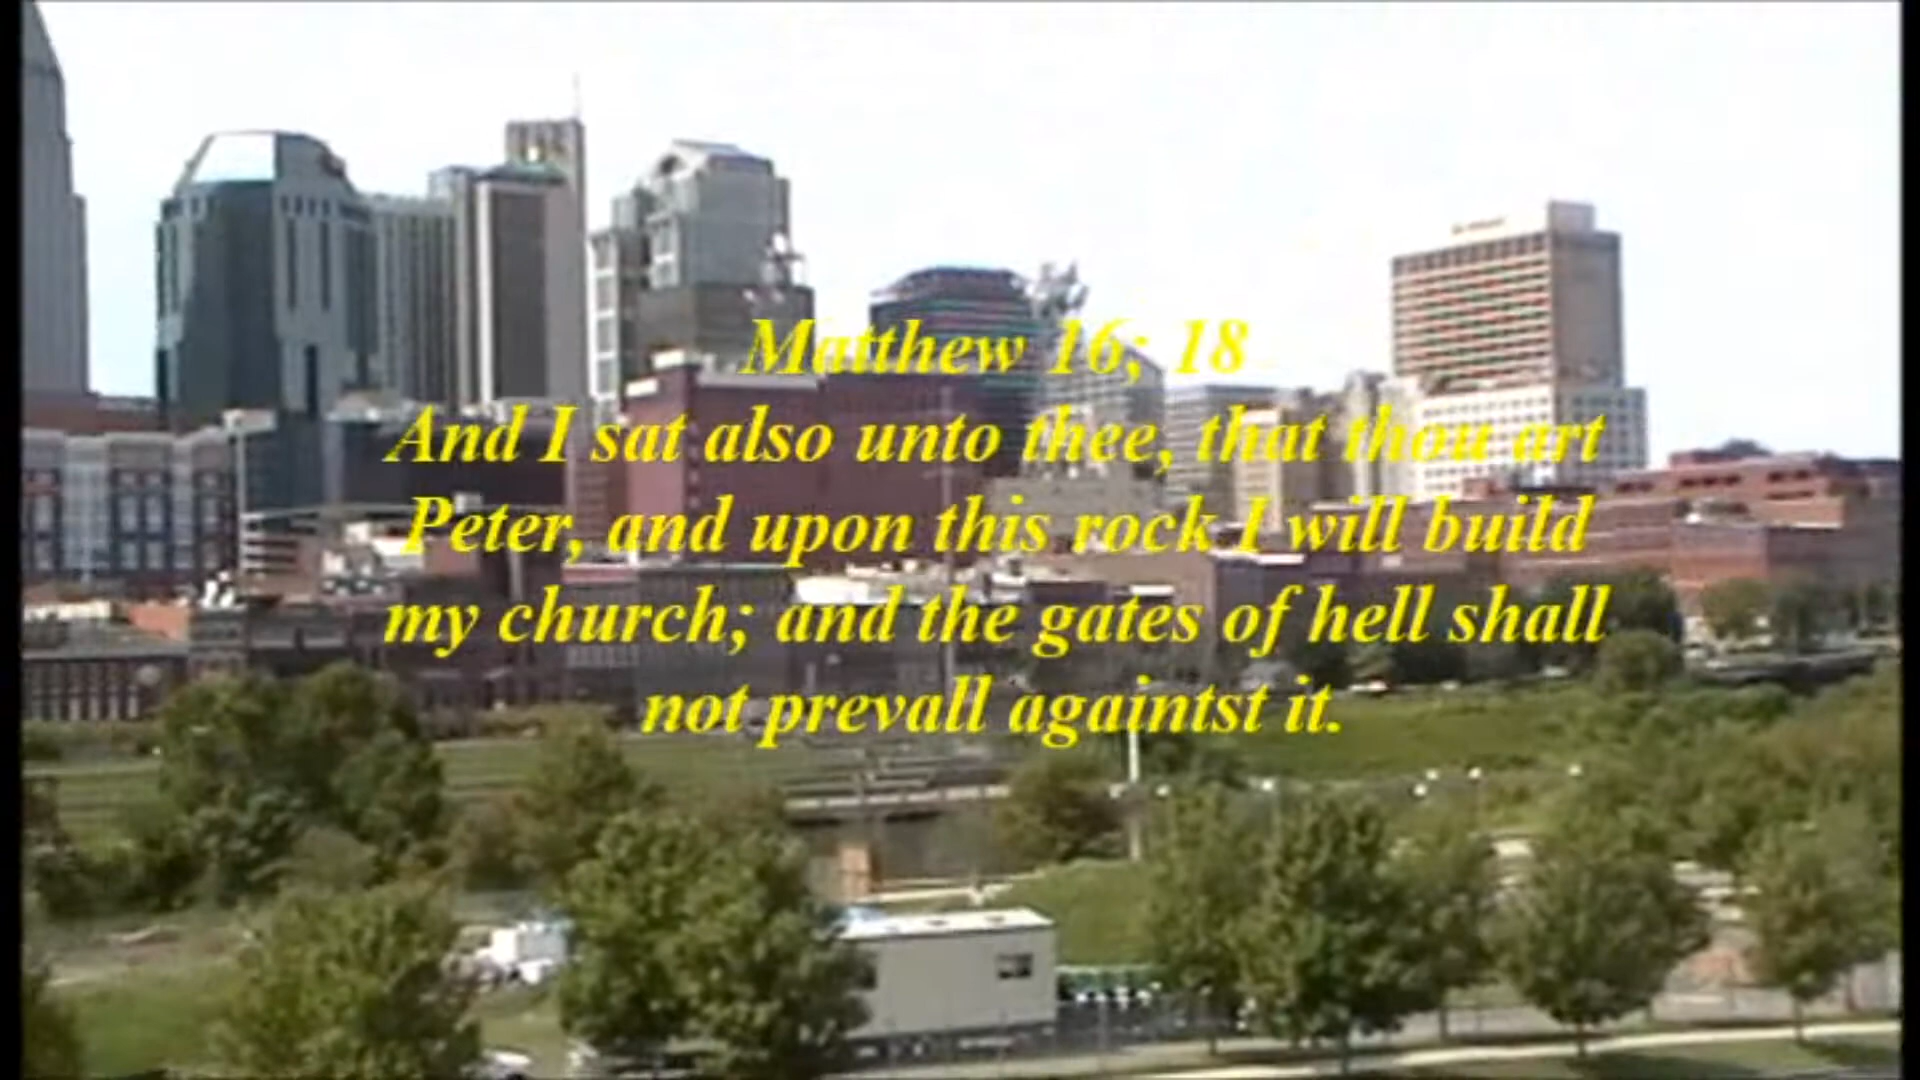 Matthew 16; 18
And I sat also unto thee, that thou art
Peter, and upon this rock I will build
my church; and the gates of hell shall
not prevall againtst it.